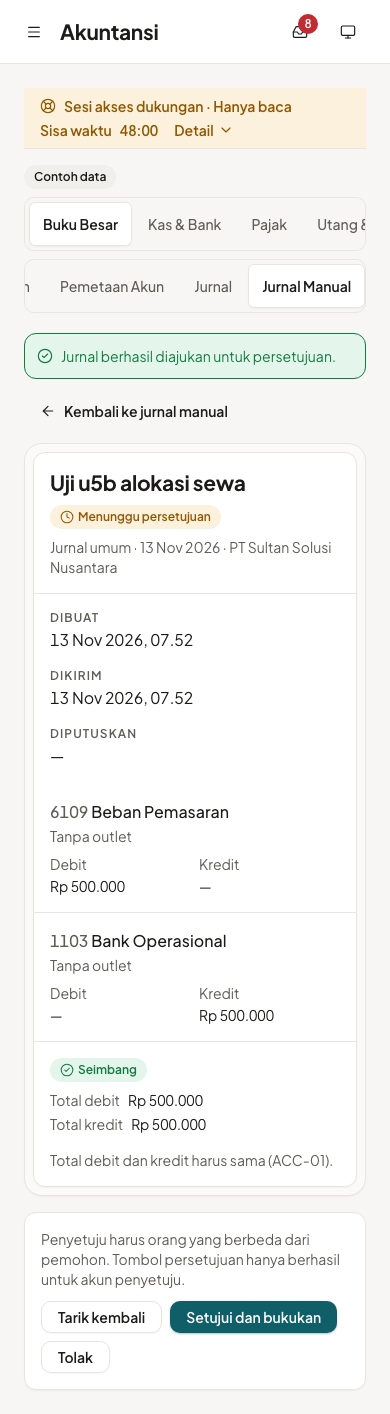 Akuntansi
8
Sesi akses dukungan · Hanya baca
Sisa waktu 48:00 Detail
Contoh data
Buku Besar Kas & Bank Pajak Utang &
n Pemetaan Akun Jurnal Jurnal Manual
Jurnal berhasil diajukan untuk persetujuan.
Kembali ke jurnal manual
Uji u5b alokasi sewa
Menunggu persetujuan
Jurnal umum · 13 Nov 2026 · PT Sultan Solusi
Nusantara
DIBUAT
13 Nov 2026, 07.52
DIKIRIM
13 Nov 2026, 07.52
DIPUTUSKAN
—
6109 Beban Pemasaran
Tanpa outlet
Debit Kredit
Rp 500.000 —
1103 Bank Operasional
Tanpa outlet
Debit Kredit
— Rp 500.000
Seimbang
Total debit Rp 500.000
Total kredit Rp 500.000
Total debit dan kredit harus sama (ACC-01).
Penyetuju harus orang yang berbeda dari
pemohon. Tombol persetujuan hanya berhasil
untuk akun penyetuju.
Tarik kembali Setujui dan bukukan
Tolak